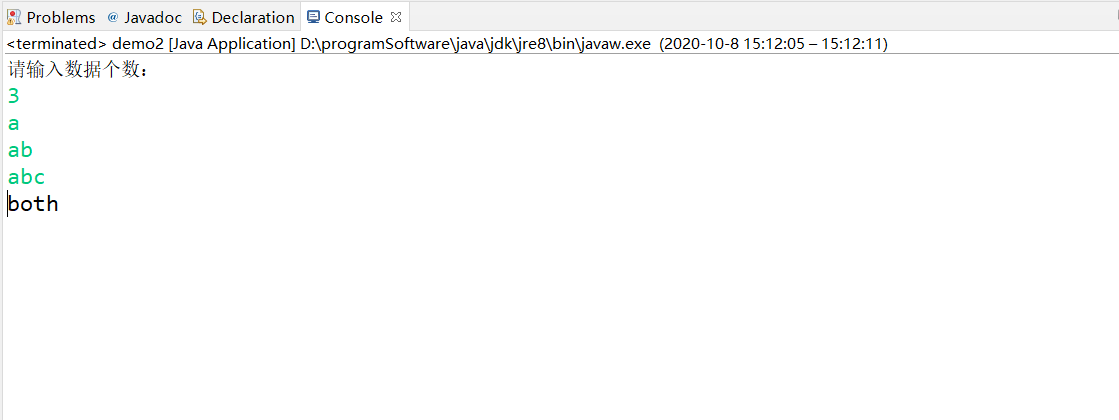 Problems @ Javadoc Declaration Console
<terminated> demo2 [Java Application] D:\programSoftware\java\jdk\jre8\bin\javaw.exe (2020-10-8 15:12:05 – 15:12:11)
请输入数据个数：
3
a
ab
abc
both